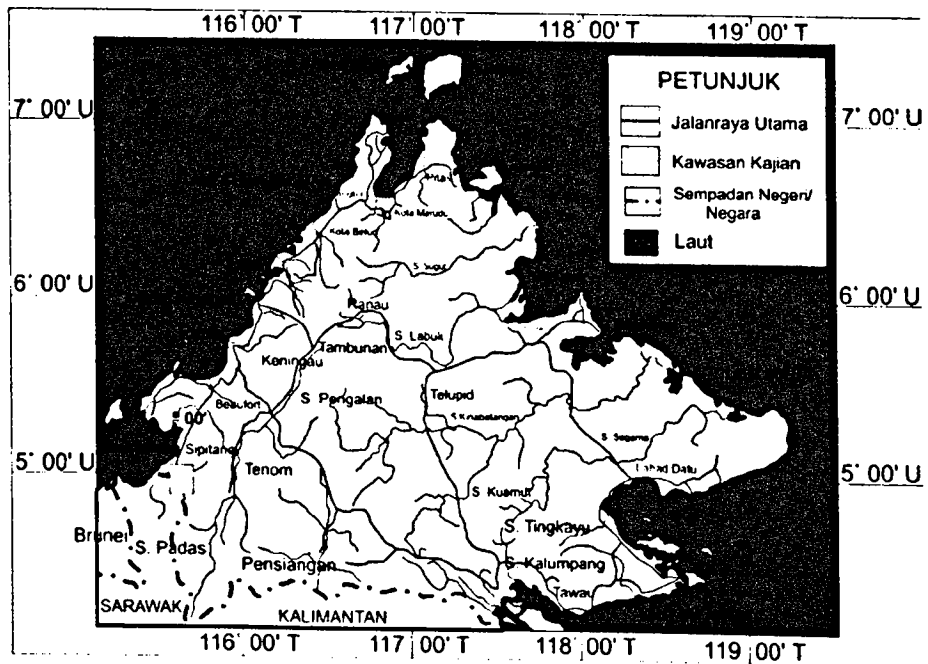 116° 00' T 117° 00' T 118° 00' T 119° 00' T
7° 00' U 7° 00' U
PETUNJUK
Jalanraya Utama
Kawasan Kajian
Sempadan Negeri/
Negara
Laut
Kota Marudu
Kota Belud
S. Sugut
6° 00' U 6° 00' U
Ranau
S. Labuk
Tambunan
Keningau
Telupid
S. Pengalan
Beaufort
S. Kinabatangan
00'
S. Segama
Sipitang
Lahad Datu
5° 00' U 5° 00' U
Tenom
S. Kuamut
S. Tingkayu
Brunei
S. Padas
Pensiangan
S. Kalumpang
Tawau
SARAWAK
KALIMANTAN
116° 00' T 117° 00' T 118° 00' T 119° 00' T